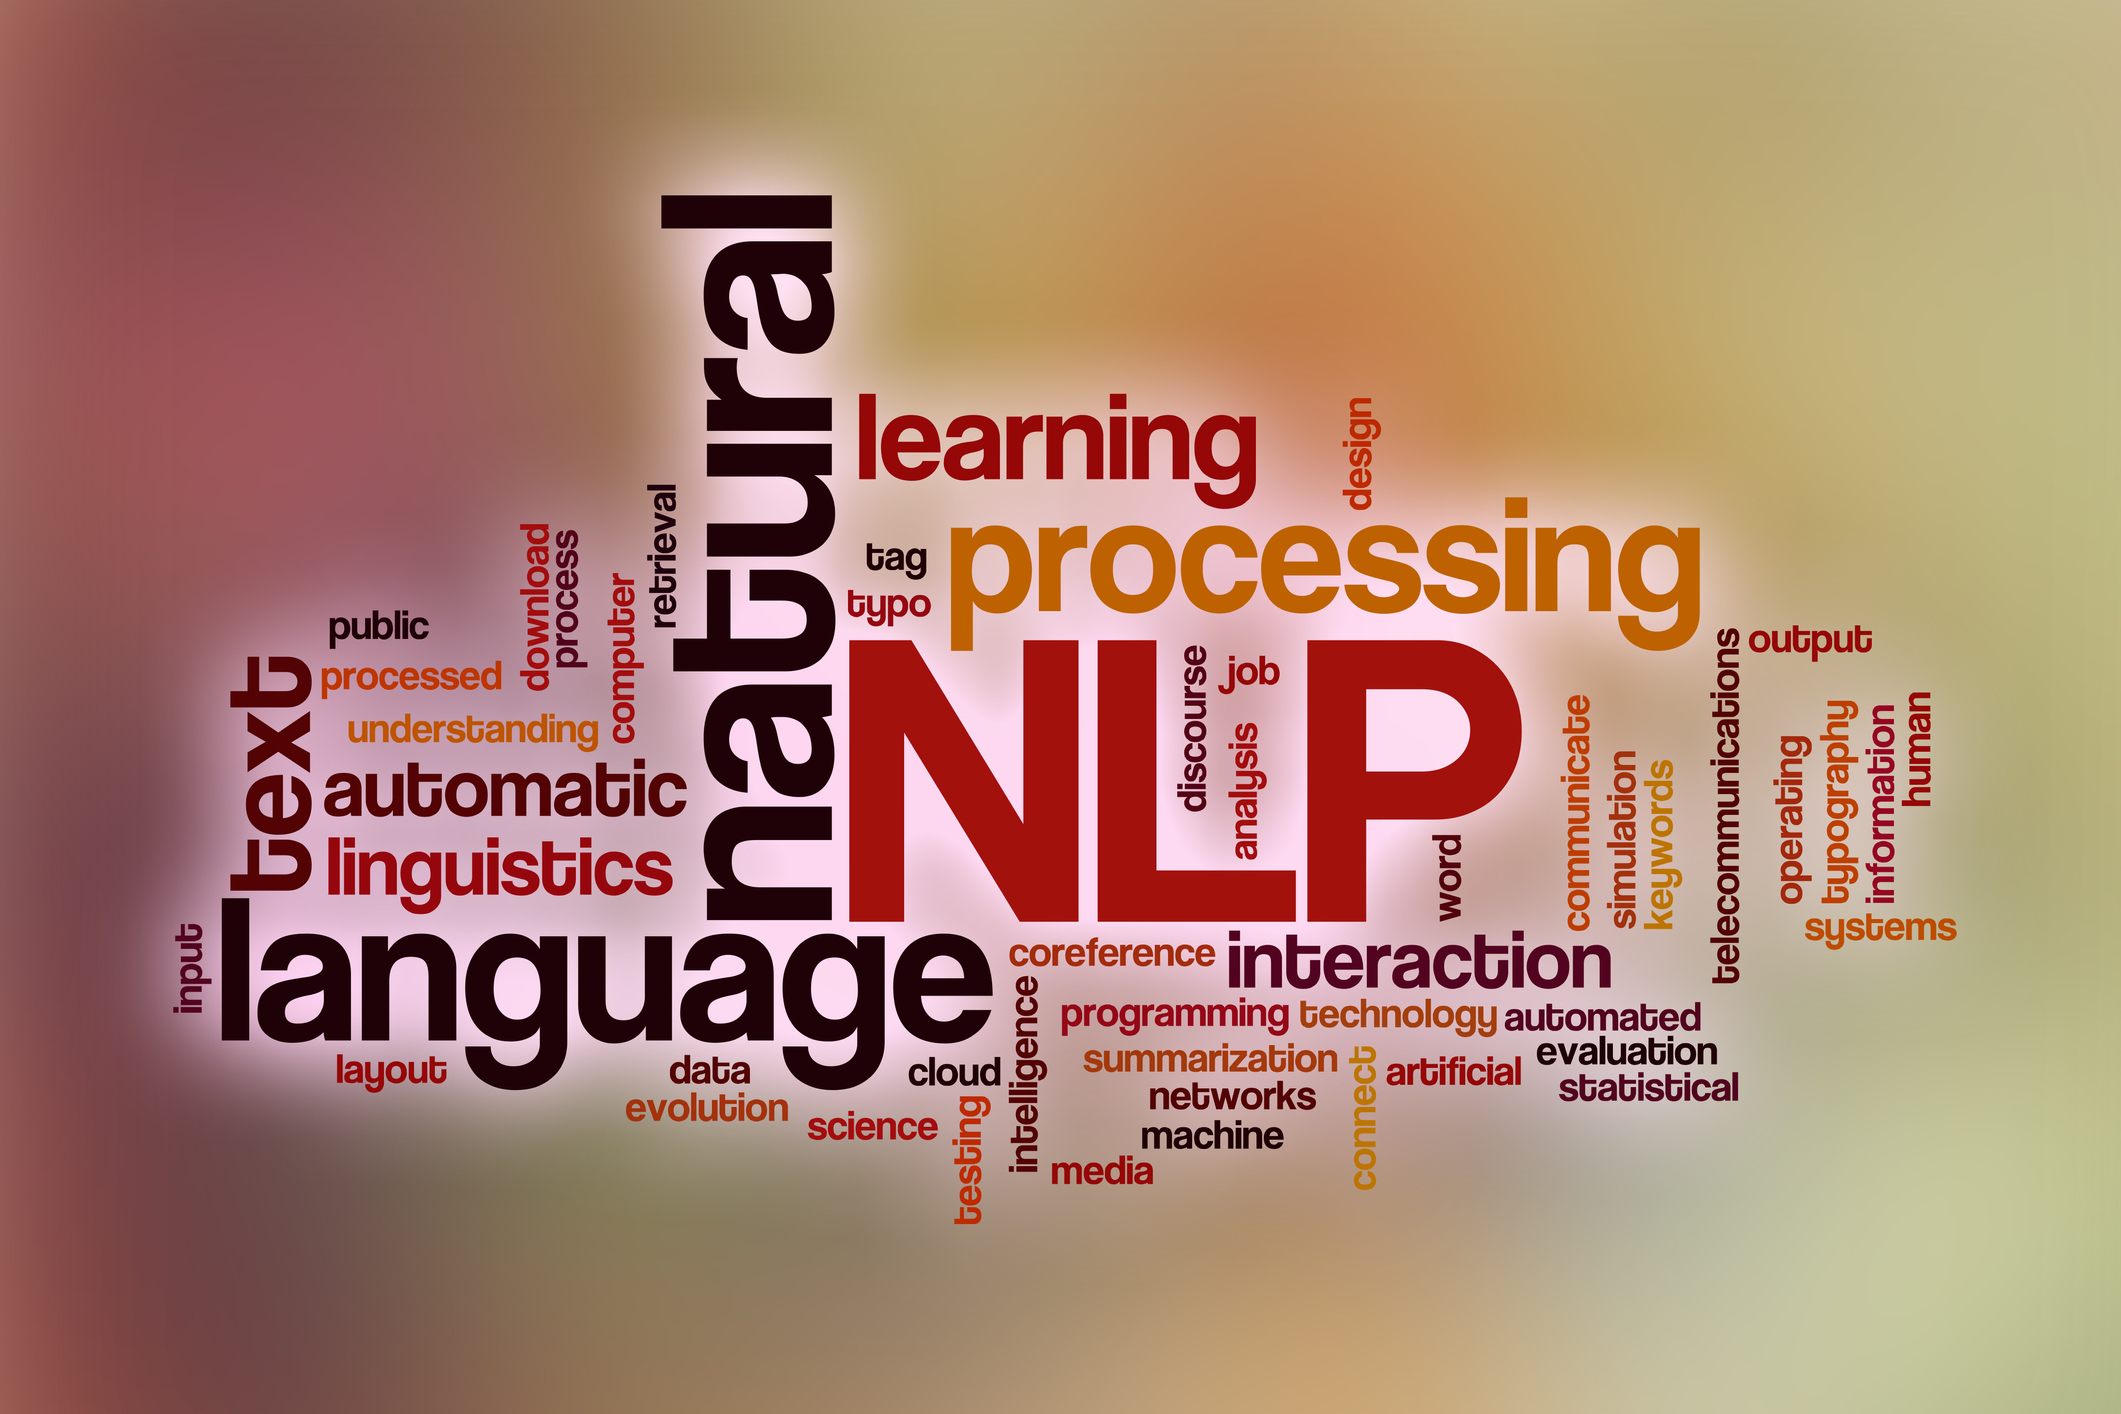 natural
learning
design
processing
tag
typo
retrieval
download
process
computer
public
processed
understanding
text
automatic
linguistics
NLP
discourse
job
analysis
word
communicate
simulation
keywords
telecommunications
output
operating
typography
information
human
systems
input
language
coreference
interaction
programming
technology
automated
layout
data
cloud
intelligence
summarization
connect
artificial
evaluation
statistical
evolution
science
testing
networks
machine
media